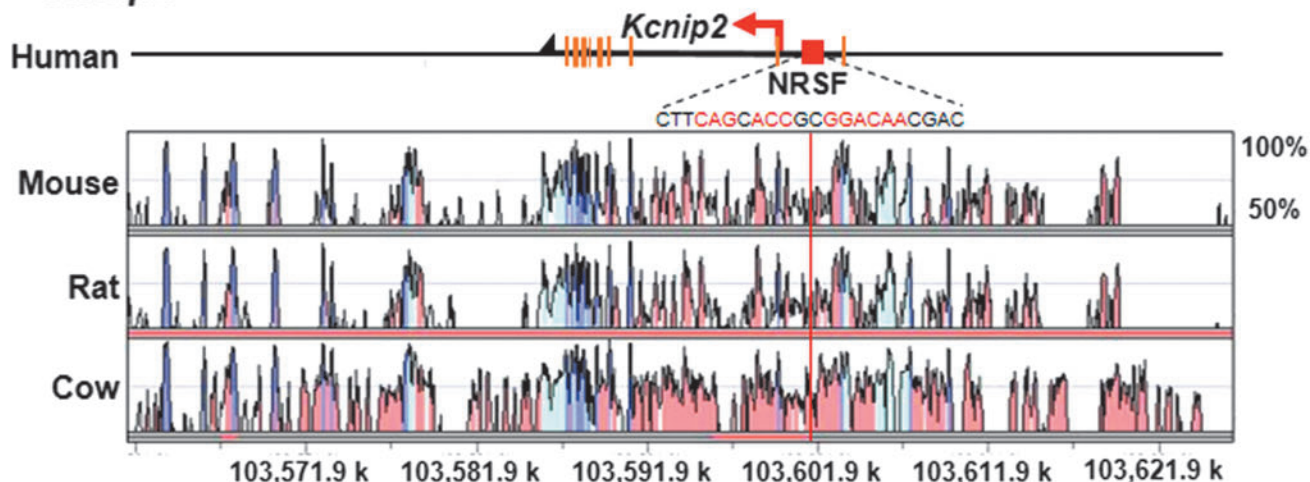 Kcnip2
Human
NRSF
CTTCAGCACCGCGGACAACGAC
100%
Mouse
50%
Rat
Cow
103,571.9 k 103,581.9 k 103,591.9 k 103,601.9 k 103,611.9 k 103,621.9 k